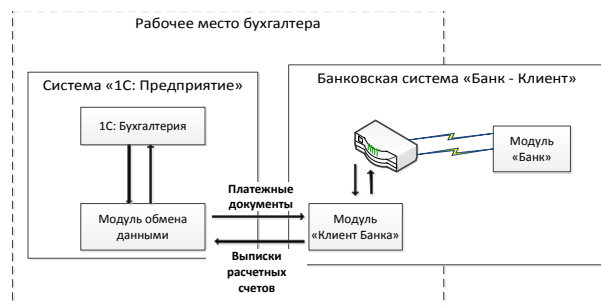 Рабочее место бухгалтера
Система «1С: Предприятие»
Банковская система «Банк - Клиент»
1С: Бухгалтерия
Модуль
«Банк»
Платежные
документы
Модуль обмена
данными
Модуль
«Клиент Банка»
Выписки
расчетных
счетов